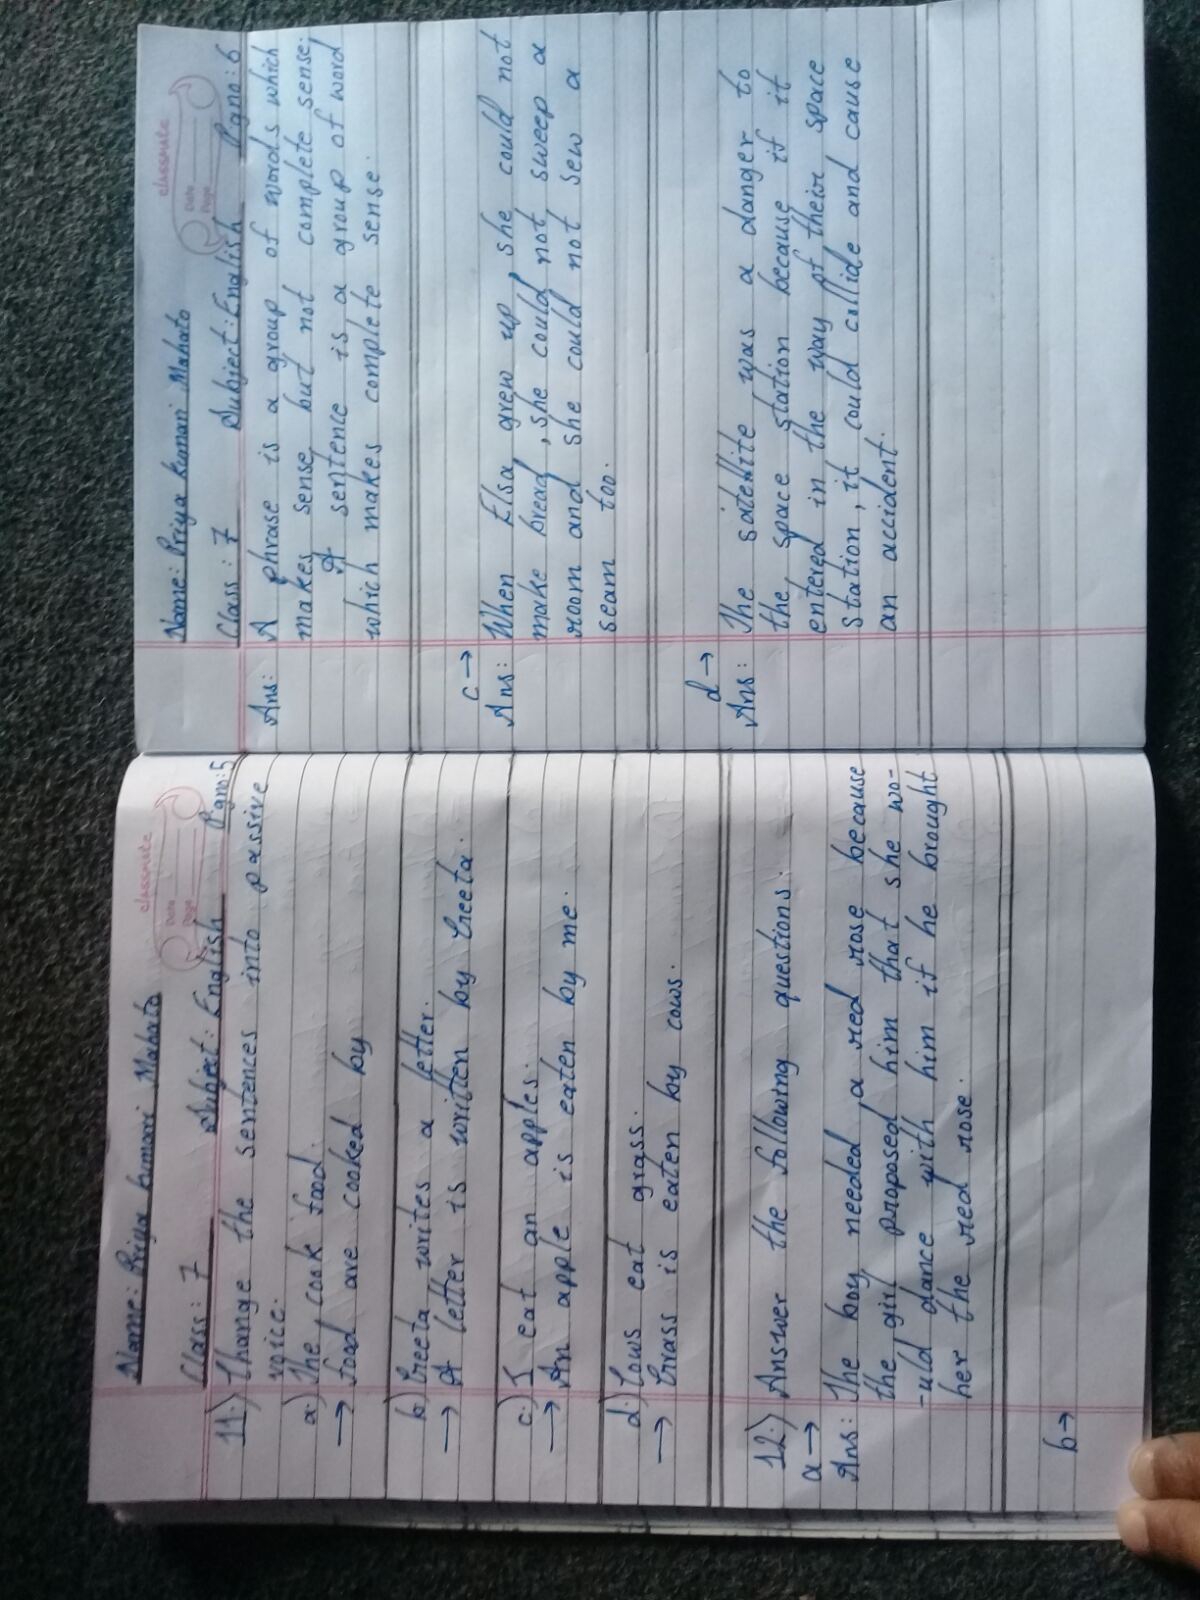 Name: Priya kumari Mahato
classmate
Date
Page
Class: 7 Subject: English Pgno:5
11.) Change the sentences into passive
voice.
a.) The cook food.
→ food are cooked by
b.) Geeta writes a letter.
→ A letter is written by Greeta.
c.) I eat an apples.
→ An apple is eaten by me.
d.) Cows eat grass.
→ Grass is eaten by cows.
12.) Answer the following questions.
a→
Ans: The boy needed a red rose because
the girl proposed him that she wo-
-uld dance with him if he brought
her the red rose.
b→
Name: Priya kumari Mahato
classmate
Date
Page
Class: 7 Subject: English Pgno: 6
Ans: A phrase is a group of words which
makes sense but not complete sense.
A sentence is a group of word
which makes complete sense.
c→
Ans: When Elsa grew up, she could not
make bread, she could not sweep a
room and she could not sew a
seam too.
d→
Ans: The satellite was a danger to
the space station because if it
entered in the way of their space
station, it could collide and cause
an accident.